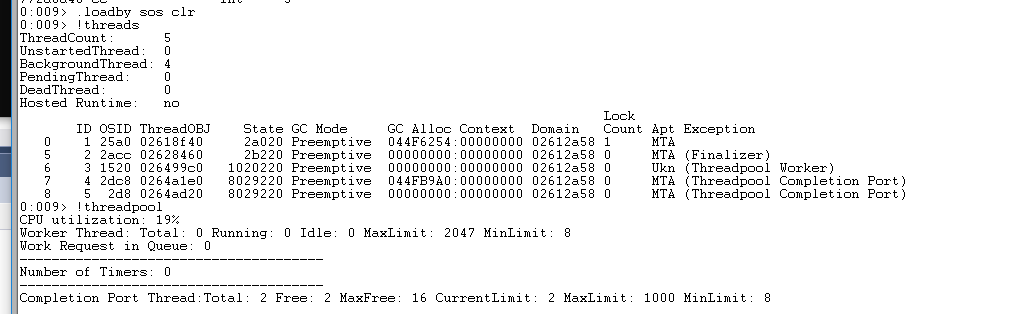 0:009> .loadby sos clr
0:009> !threads
ThreadCount:      5
UnstartedThread:  0
BackgroundThread: 4
PendingThread:    0
DeadThread:       0
Hosted Runtime:   no
Lock
ID OSID ThreadOBJ    State GC Mode     GC Alloc Context  Domain   Count Apt Exception
0    1 25a0 02618f40    2a020 Preemptive  044F6254:00000000 02612a58 1     MTA
5    2 2acc 02628460    2b220 Preemptive  00000000:00000000 02612a58 0     MTA (Finalizer)
6    3 1520 026499c0  1020220 Preemptive  00000000:00000000 02612a58 0     Ukn (Threadpool Worker)
7    4 2dc8 0264a1e0  8029220 Preemptive  044FB9A0:00000000 02612a58 0     MTA (Threadpool Completion Port)
8    5  2d8 0264ad20  8029220 Preemptive  00000000:00000000 02612a58 0     MTA (Threadpool Completion Port)
0:009> !threadpool
CPU utilization: 19%
Worker Thread: Total: 0 Running: 0 Idle: 0 MaxLimit: 2047 MinLimit: 8
Work Request in Queue: 0
--------------------------------------
Number of Timers: 0
--------------------------------------
Completion Port Thread:Total: 2 Free: 2 MaxFree: 16 CurrentLimit: 2 MaxLimit: 1000 MinLimit: 8